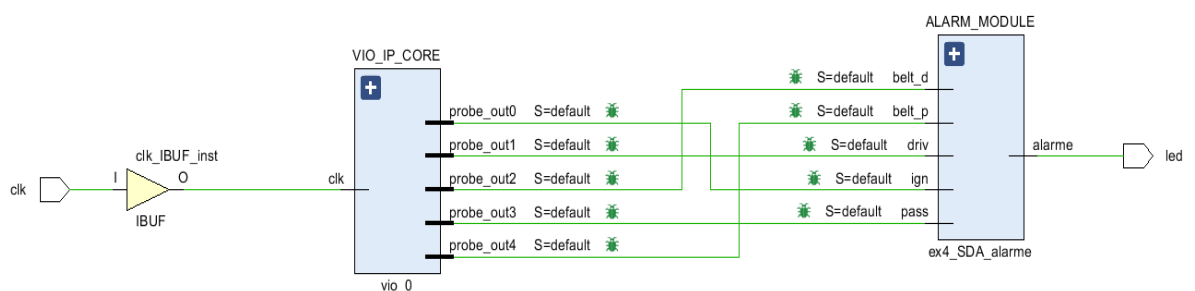 ALARM_MODULE
VIO_IP_CORE
S=default belt_d
probe_out0 S=default
S=default belt_p
probe_out1 S=default
S=default driv
alarme
led
clk_IBUF_inst
probe_out2 S=default
S=default ign
clk
I
O
clk
probe_out3 S=default
S=default pass
IBUF
probe_out4 S=default
ex4_SDA_alarme
vio_0